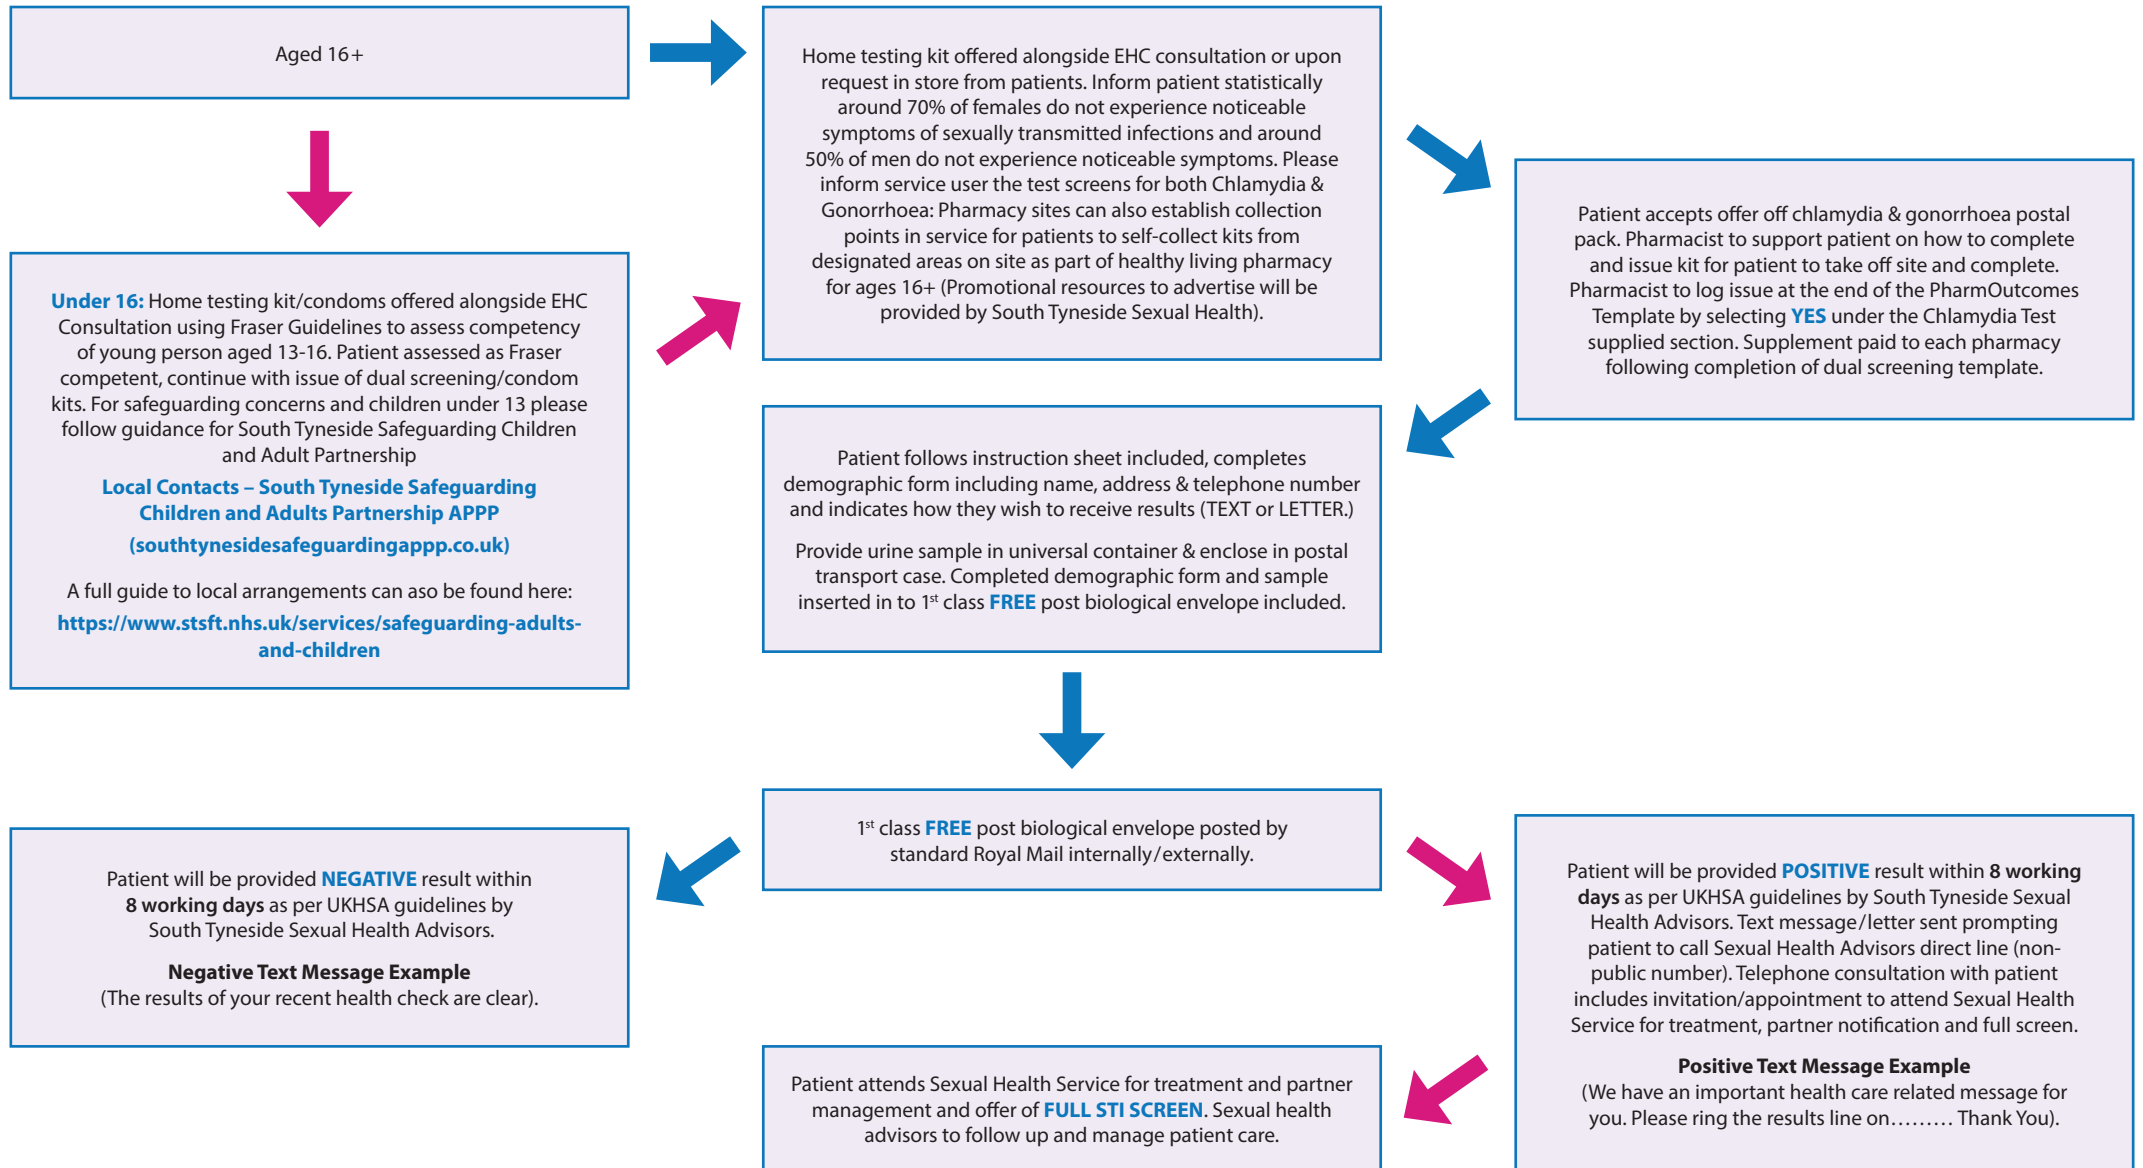 Aged 16+
Home testing kit offered alongside EHC consultation or upon
request in store from patients. Inform patient statistically
around 70% of females do not experience noticeable
symptoms of sexually transmitted infections and around
50% of men do not experience noticeable symptoms. Please
inform service user the test screens for both Chlamydia &
Gonorrhoea: Pharmacy sites can also establish collection
points in service for patients to self-collect kits from
designated areas on site as part of healthy living pharmacy
for ages 16+ (Promotional resources to advertise will be
provided by South Tyneside Sexual Health).
Under 16: Home testing kit/condoms offered alongside EHC
Consultation using Fraser Guidelines to assess competency
of young person aged 13-16. Patient assessed as Fraser
competent, continue with issue of dual screening/condom
kits. For safeguarding concerns and children under 13 please
follow guidance for South Tyneside Safeguarding Children
and Adult Partnership
Local Contacts – South Tyneside Safeguarding
Children and Adults Partnership APPP
(southtynesidesafeguardingappp.co.uk)
A full guide to local arrangements can aso be found here:
https://www.stsft.nhs.uk/services/safeguarding-adults-
and-children
Patient accepts offer off chlamydia & gonorrhoea postal
pack. Pharmacist to support patient on how to complete
and issue kit for patient to take off site and complete.
Pharmacist to log issue at the end of the PharmOutcomes
Template by selecting YES under the Chlamydia Test
supplied section. Supplement paid to each pharmacy
following completion of dual screening template.
Patient follows instruction sheet included, completes
demographic form including name, address & telephone number
and indicates how they wish to receive results (TEXT or LETTER.)
Provide urine sample in universal container & enclose in postal
transport case. Completed demographic form and sample
inserted in to 1st class FREE post biological envelope included.
1st class FREE post biological envelope posted by
standard Royal Mail internally/externally.
Patient will be provided NEGATIVE result within
8 working days as per UKHSA guidelines by
South Tyneside Sexual Health Advisors.
Negative Text Message Example
(The results of your recent health check are clear).
Patient will be provided POSITIVE result within 8 working
days as per UKHSA guidelines by South Tyneside Sexual
Health Advisors. Text message/letter sent prompting
patient to call Sexual Health Advisors direct line (non-
public number). Telephone consultation with patient
includes invitation/appointment to attend Sexual Health
Service for treatment, partner notification and full screen.
Positive Text Message Example
(We have an important health care related message for
you. Please ring the results line on……… Thank You).
Patient attends Sexual Health Service for treatment and partner
management and offer of FULL STI SCREEN. Sexual health
advisors to follow up and manage patient care.